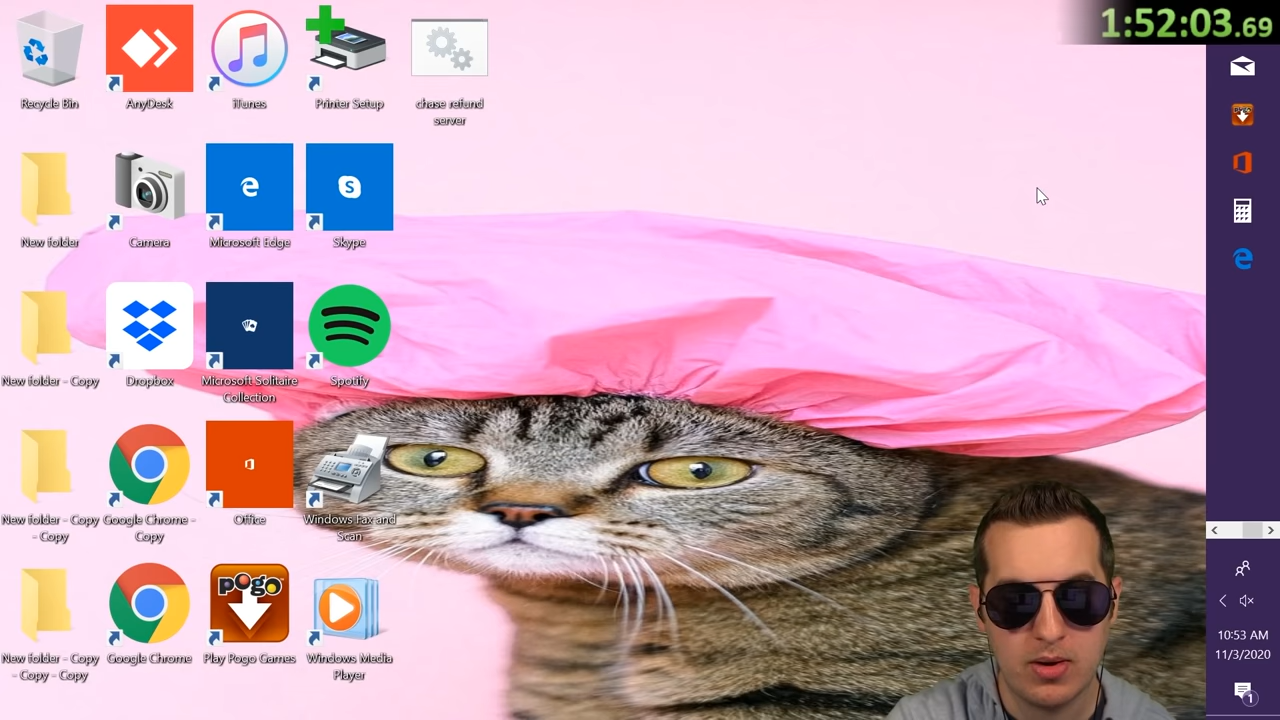 1:52:03.69
Recycle Bin
AnyDesk
iTunes
Printer Setup
chase refund
server
New folder
Camera
Microsoft Edge
Skype
New folder - Copy
Dropbox
Microsoft Solitaire
Collection
Spotify
New folder - Copy
- Copy
Google Chrome -
Copy
Office
Windows Fax and
Scan
pogo
New folder - Copy
- Copy - Copy
Google Chrome
Play Pogo Games
Windows Media
Player
10:53 AM
11/3/2020
1